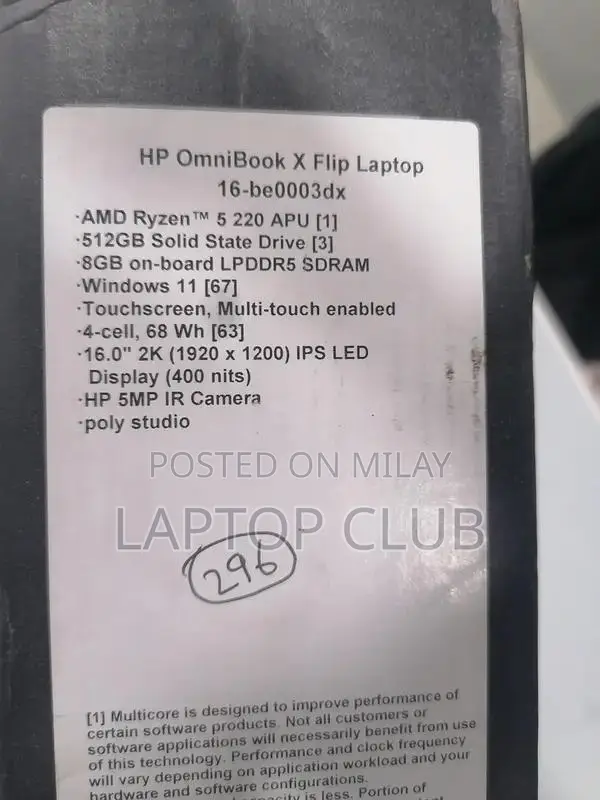 HP OmniBook X Flip Laptop
16-be0003dx
·AMD Ryzen™ 5 220 APU [1]
·512GB Solid State Drive [3]
·8GB on-board LPDDR5 SDRAM
·Windows 11 [67]
·Touchscreen, Multi-touch enabled
·4-cell, 68 Wh [63]
·16.0" 2K (1920 x 1200) IPS LED
Display (400 nits)
·HP 5MP IR Camera
·poly studio
POSTED ON MILAY
LAPTOP CLUB
296
[1] Multicore is designed to improve performance of
certain software products. Not all customers or
software applications will necessarily benefit from use
of this technology. Performance and clock frequency
will vary depending on application workload and your
hardware and software configurations.
capacity is less. Portion of